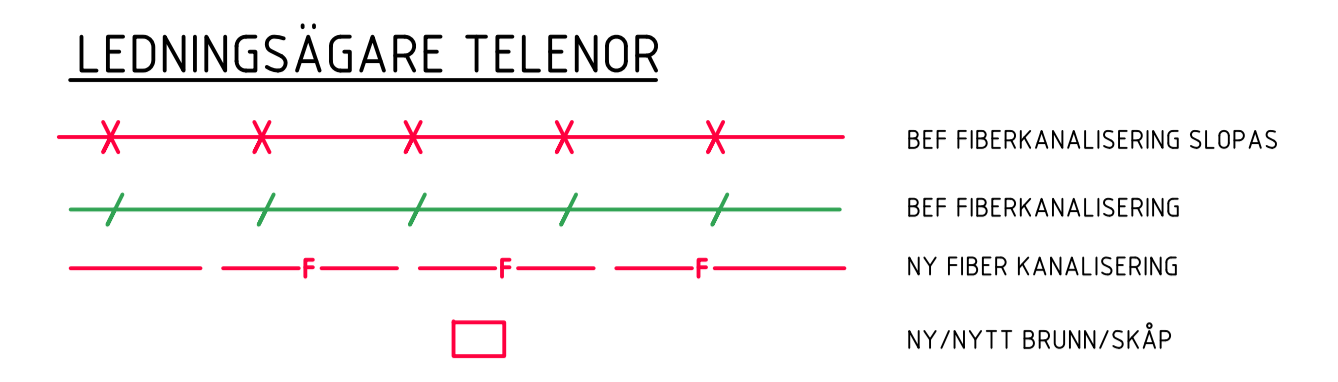 LEDNINGSÄGARE TELENOR
BEF FIBERKANALISERING SLOPAS
BEF FIBERKANALISERING
F F F NY FIBER KANALISERING
NY/NYTT BRUNN/SKÅP